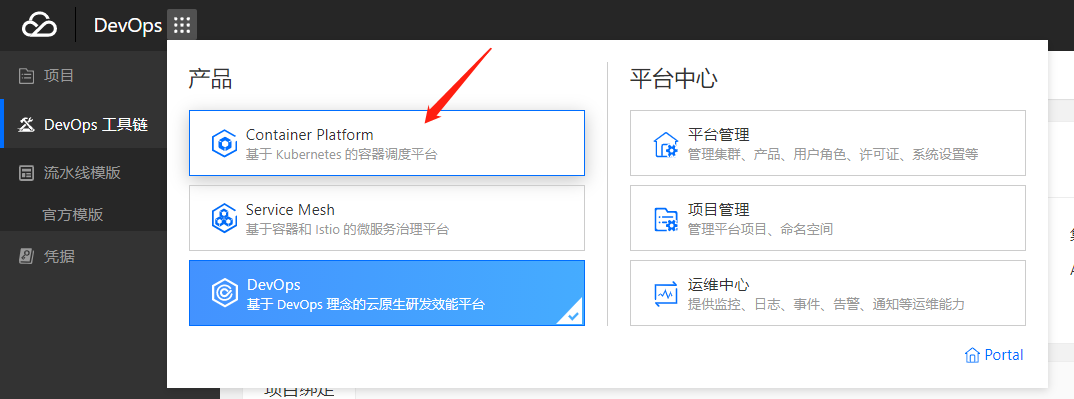 DevOps
项目
DevOps 工具链
流水线模版
官方模版
凭据
产品
Container Platform
基于 Kubernetes 的容器调度平台
Service Mesh
基于容器和 Istio 的微服务治理平台
DevOps
基于 DevOps 理念的云原生研发效能平台
平台中心
平台管理
管理集群、产品、用户角色、许可证、系统设置等
项目管理
管理平台项目、命名空间
运维中心
提供监控、日志、事件、告警、通知等运维能力
Portal
项目绑定